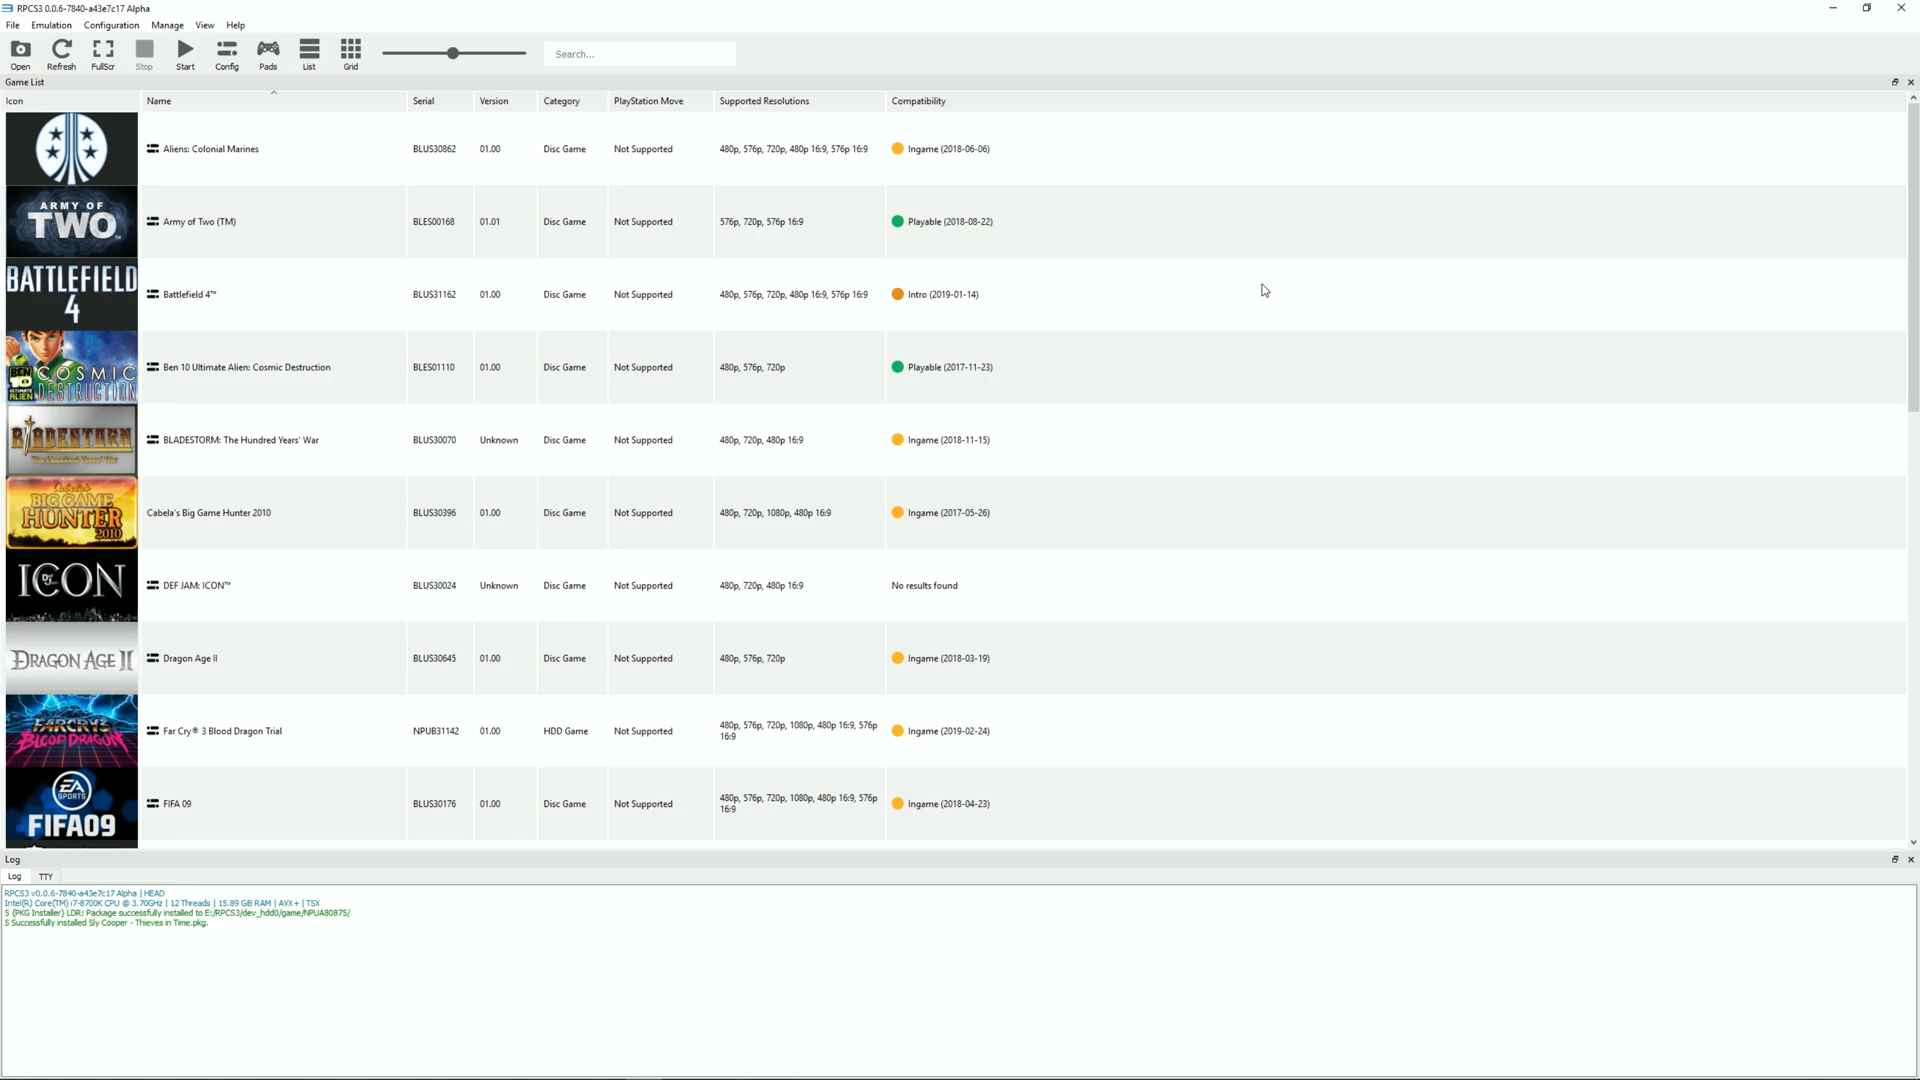 RPCS3 0.0.6-7840-a43e7c17 Alpha
File Emulation Configuration Manage View Help
Open Refresh FullScr Stop Start Config Pads List Grid Search...
Game List
Icon Name Serial Version Category PlayStation Move Supported Resolutions Compatibility
Aliens: Colonial Marines BLUS30862 01.00 Disc Game Not Supported 480p, 576p, 720p, 480p 16:9, 576p 16:9 Ingame (2018-06-06)
ARMY OF
TWO
Army of Two (TM) BLES00168 01.01 Disc Game Not Supported 576p, 720p, 576p 16:9 Playable (2018-08-22)
BATTLEFIELD
4
Battlefield 4™ BLUS31162 01.00 Disc Game Not Supported 480p, 576p, 720p, 480p 16:9, 576p 16:9 Intro (2019-01-14)
BEN
10
ULTIMATE
ALIEN
COSMIC
DESTRUCTION
Ben 10 Ultimate Alien: Cosmic Destruction BLES01110 01.00 Disc Game Not Supported 480p, 576p, 720p Playable (2017-11-23)
BLADESTORM
The Hundred Years' War
BLADESTORM: The Hundred Years' War BLUS30070 Unknown Disc Game Not Supported 480p, 720p, 480p 16:9 Ingame (2018-11-15)
Cabela's
BIG GAME
HUNTER
2010
Cabela's Big Game Hunter 2010 BLUS30396 01.00 Disc Game Not Supported 480p, 720p, 1080p, 480p 16:9 Ingame (2017-05-26)
ICON
DEF JAM: ICON™ BLUS30024 Unknown Disc Game Not Supported 480p, 720p, 480p 16:9 No results found
DRAGON AGE II
Dragon Age II BLUS30645 01.00 Disc Game Not Supported 480p, 576p, 720p Ingame (2018-03-19)
FARCRY3
BLOOD DRAGON
Far Cry® 3 Blood Dragon Trial NPUB31142 01.00 HDD Game Not Supported 480p, 576p, 720p, 1080p, 480p 16:9, 576p
16:9 Ingame (2019-02-24)
EA
SPORTS
FIFA09
FIFA 09 BLUS30176 01.00 Disc Game Not Supported 480p, 576p, 720p, 1080p, 480p 16:9, 576p
16:9 Ingame (2018-04-23)
Log
Log TTY
RPCS3 v0.0.6-7840-a43e7c17 Alpha | HEAD
Intel(R) Core(TM) i7-8700K CPU @ 3.70GHz | 12 Threads | 15.89 GB RAM | AVX+ | TSX
S {PKG Installer} LDR: Package successfully installed to E:/RPCS3/dev_hdd0/game/NPUA80875/
S Successfully installed Sly Cooper - Thieves in Time.pkg.